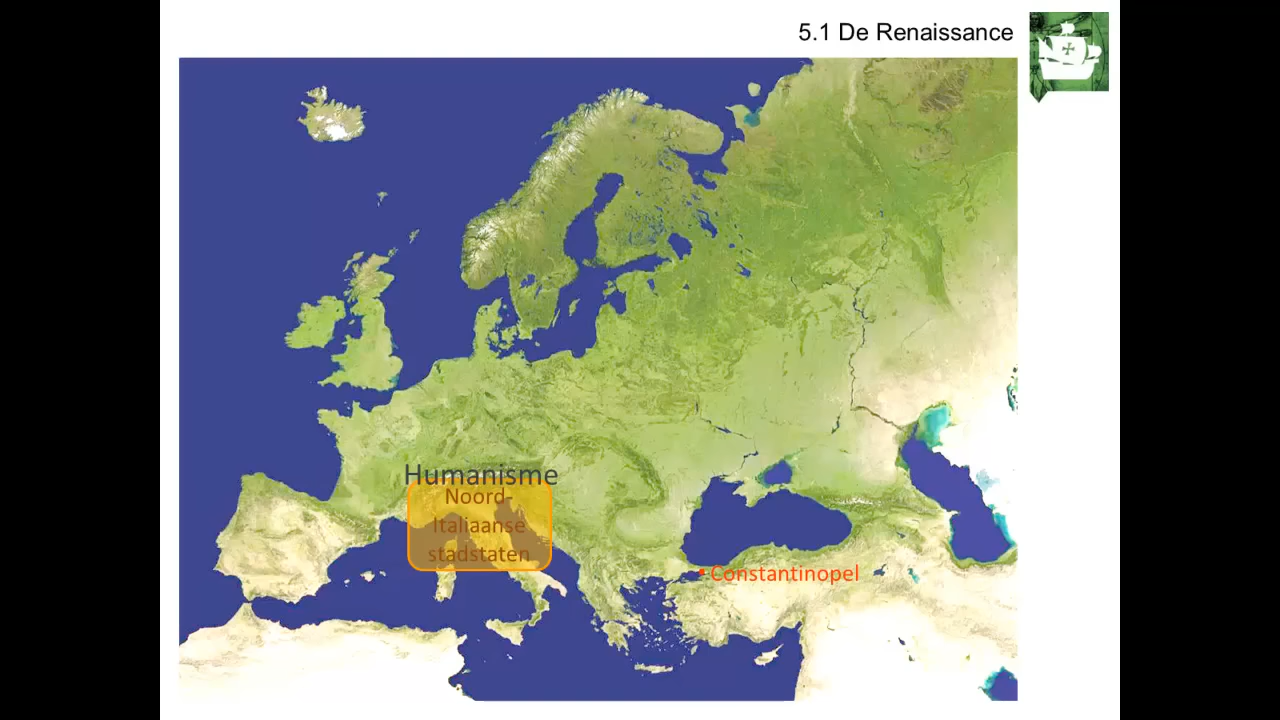 5.1 De Renaissance
Humanisme
Noord-
Italiaanse
stadstaten
Constantinopel